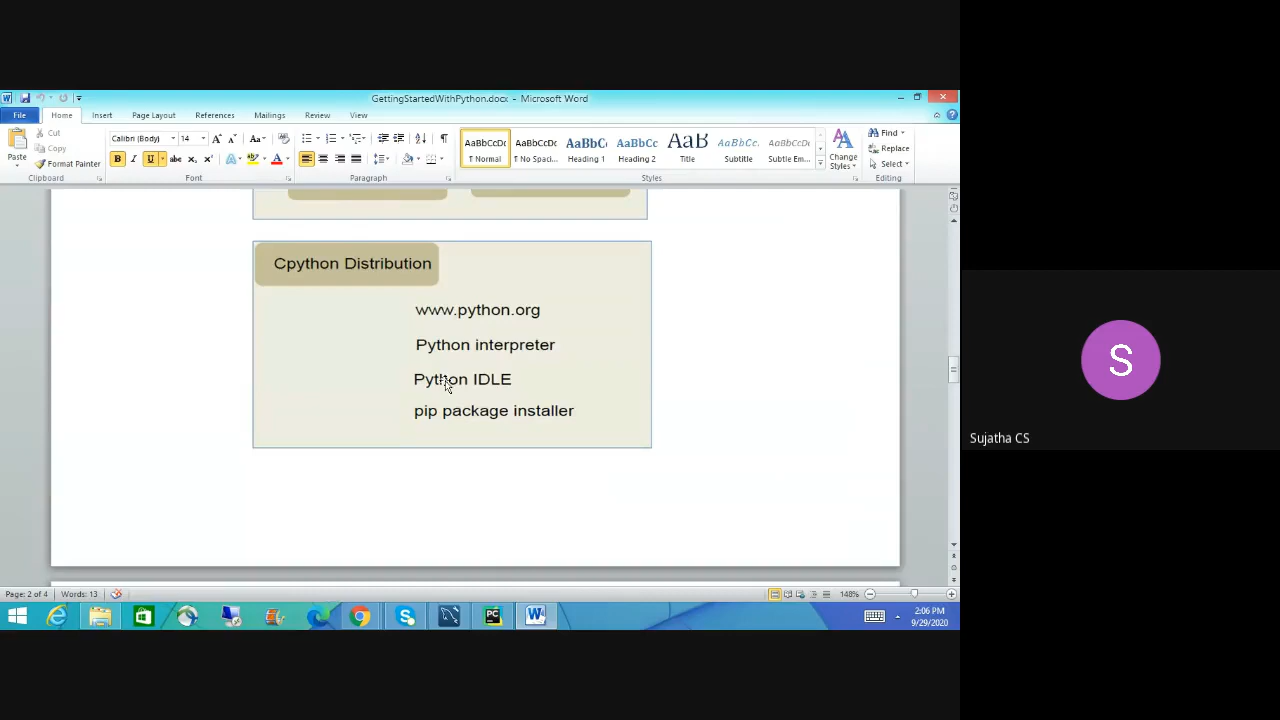 GettingStartedWithPython.docx - Microsoft Word
File Home Insert Page Layout References Mailings Review View
Cut
Copy
Format Painter
Paste
Clipboard
Calibri (Body) 14
Font
Paragraph
AaBbCcDc AaBbCcDc AaBbC AaBbCc AaB AaBbCc. AaBbCcDc
¶ Normal ¶ No Spaci... Heading 1 Heading 2 Title Subtitle Subtle Em...
Styles
Change
Styles
Find
Replace
Select
Editing
Cpython Distribution
www.python.org
Python interpreter
Python IDLE
pip package installer
Page: 2 of 4 Words: 13
148%
2:06 PM
9/29/2020
S
Sujatha CS